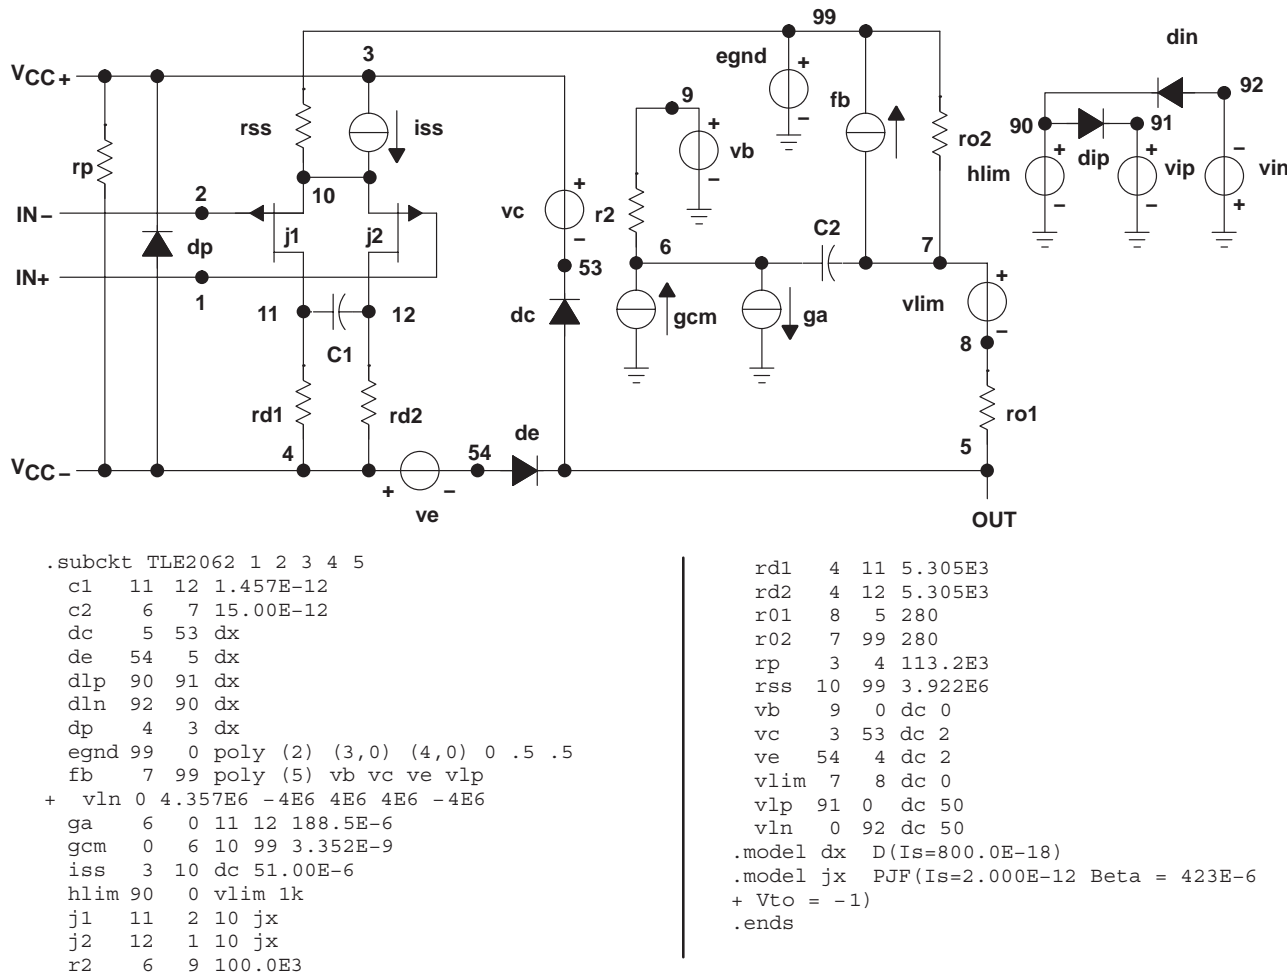 99
din
3
egnd
+
VCC+
92
9
fb
+
rss
iss
ro2
90
91
vb
rp
dip
+
+
−
10
hlim
vip
vin
2
+
r2
−
−
+
IN−
vc
C2
j1
j2
−
6
7
dp
IN+
53
1
+
vlim
11
12
dc
gcm
ga
−
8
C1
rd1
rd2
ro1
de
4
54
5
VCC−
+
−
ve
OUT
.subckt TLE2062 1 2 3 4 5
c1 11 12 1.457E−12
c2 6 7 15.00E−12
dc 5 53 dx
de 54 5 dx
dlp 90 91 dx
dln 92 90 dx
dp 4 3 dx
egnd 99 0 poly (2) (3,0) (4,0) 0 .5 .5
fb 7 99 poly (5) vb vc ve vlp
+ vln 0 4.357E6 −4E6 4E6 4E6 −4E6
ga 6 0 11 12 188.5E−6
gcm 0 6 10 99 3.352E−9
iss 3 10 dc 51.00E−6
hlim 90 0 vlim 1k
j1 11 2 10 jx
j2 12 1 10 jx
r2 6 9 100.0E3
rd1 4 11 5.305E3
rd2 4 12 5.305E3
r01 8 5 280
r02 7 99 280
rp 3 4 113.2E3
rss 10 99 3.922E6
vb 9 0 dc 0
vc 3 53 dc 2
ve 54 4 dc 2
vlim 7 8 dc 0
vlp 91 0 dc 50
vln 0 92 dc 50
.model dx D(Is=800.0E−18)
.model jx PJF(Is=2.000E−12 Beta = 423E−6
+ Vto = −1)
.ends